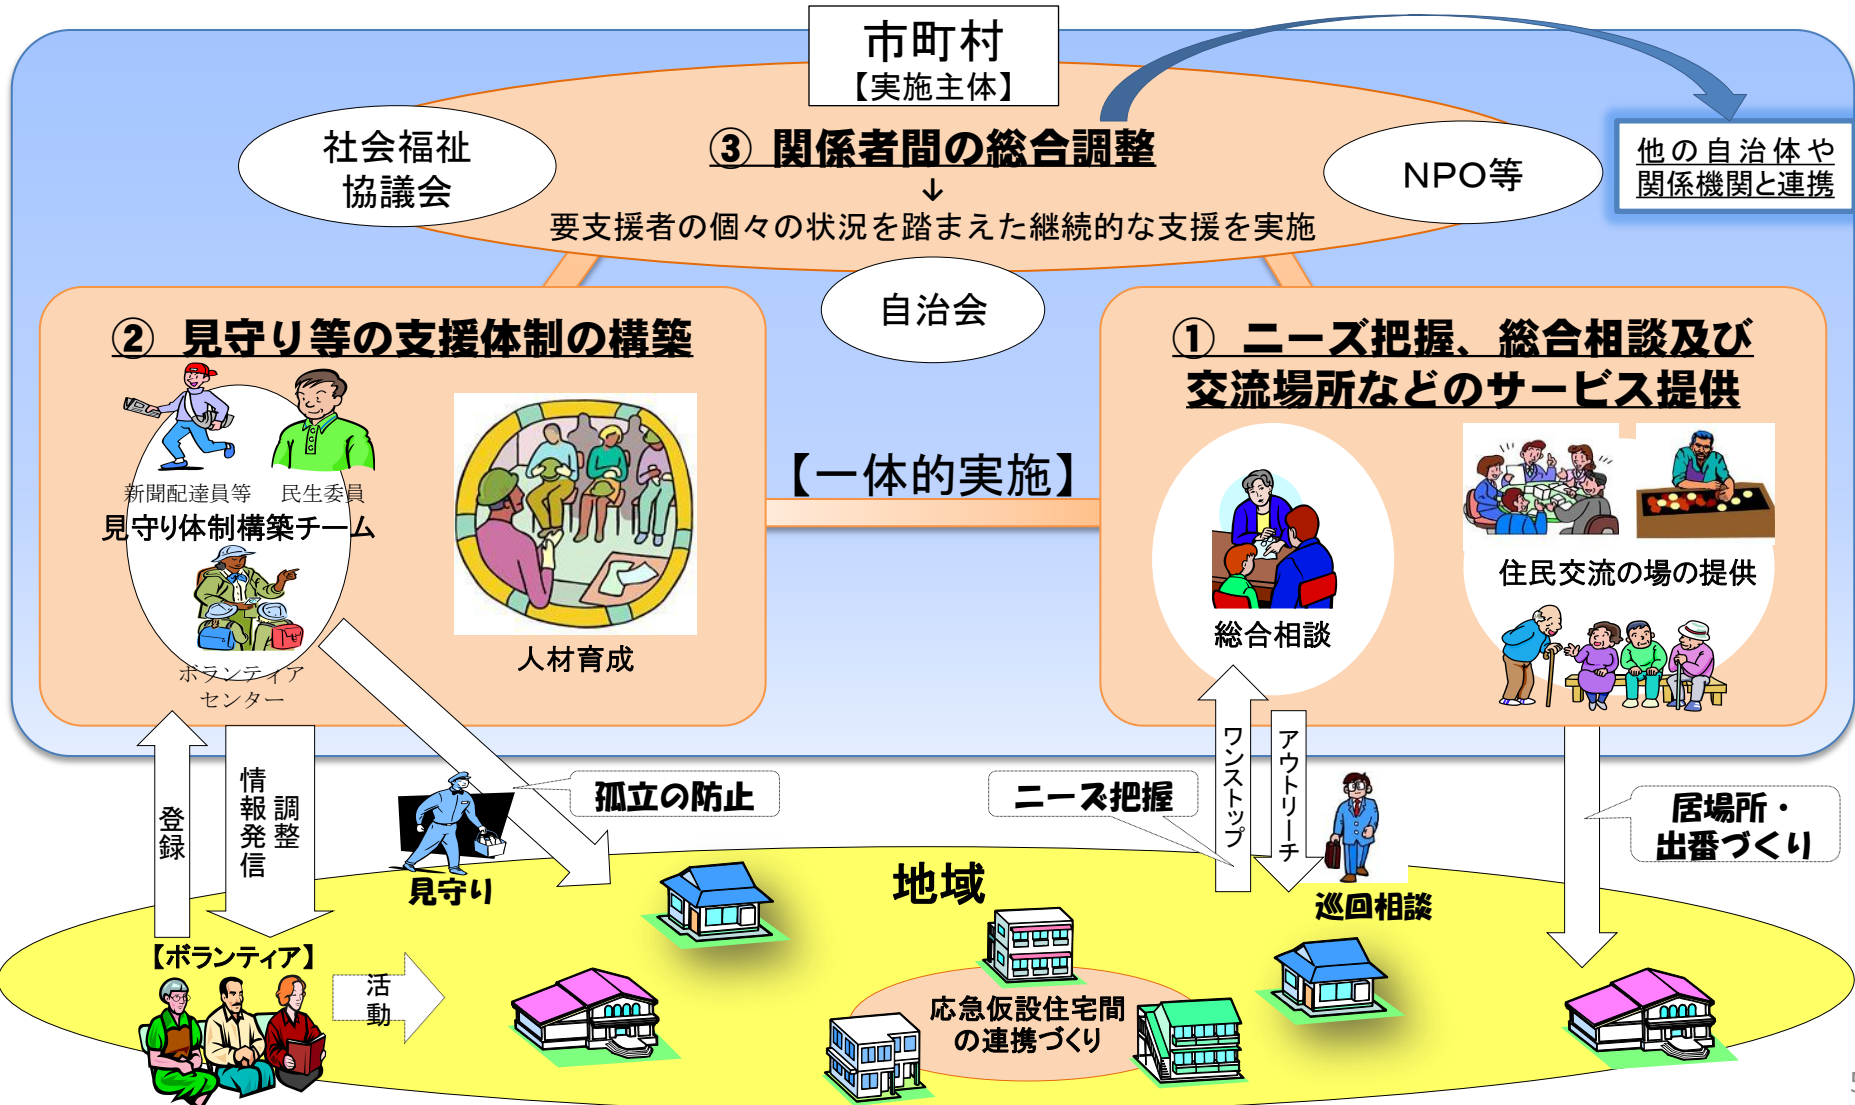 市町村
【実施主体】
③ 関係者間の総合調整
↓
要支援者の個々の状況を踏まえた継続的な支援を実施
社会福祉
協議会
NPO等
自治会
他の自治体や
関係機関と連携
② 見守り等の支援体制の構築
新聞配達員等
民生委員
見守り体制構築チーム
ボランティア
センター
人材育成
【一体的実施】
① ニーズ把握、総合相談及び
交流場所などのサービス提供
総合相談
住民交流の場の提供
登録
情報発信
調整
見守り
孤立の防止
ニーズ把握
ワンストップ
アウトリーチ
巡回相談
居場所・
出番づくり
地域
【ボランティア】
活動
応急仮設住宅間
の連携づくり
5